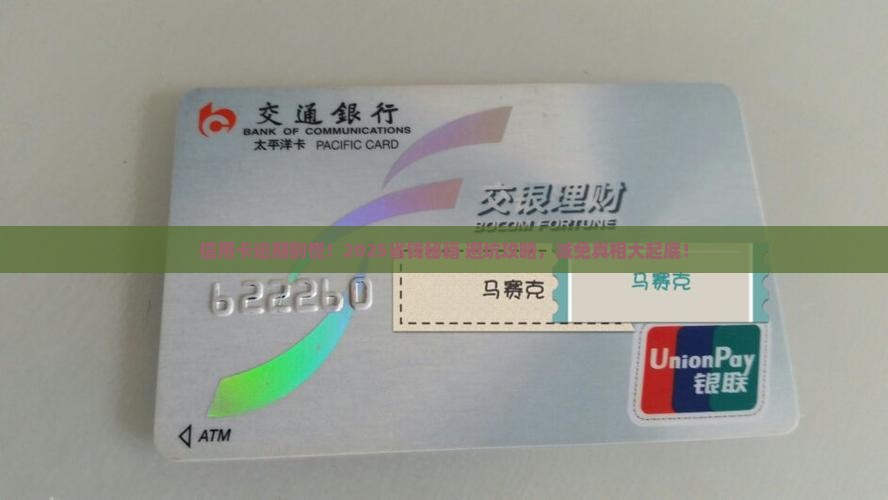 交通銀行
BANK OF COMMUNICATIONS
太平洋卡 PACIFIC CARD
交银理财
BOCOM FORTUNE
622260
马赛克
马赛克
UnionPay
银联
ATM